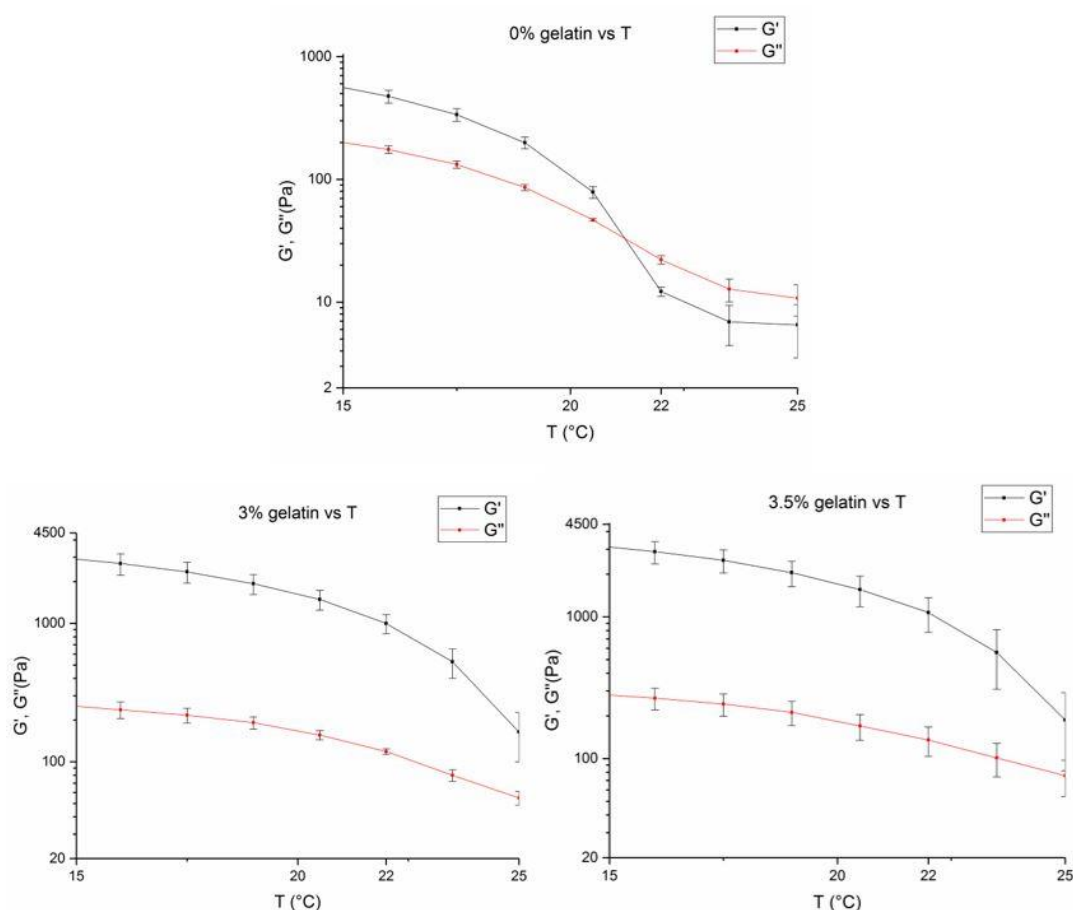 0% gelatin vs T
G'
G"
1000
100
10
2
G', G"(Pa)
15
20
22
25
T (°C)
3% gelatin vs T
G'
G"
4500
1000
100
20
G', G"(Pa)
15
20
22
25
T (°C)
3.5% gelatin vs T
G'
G"
4500
1000
100
20
G', G"(Pa)
15
20
22
25
T (°C)